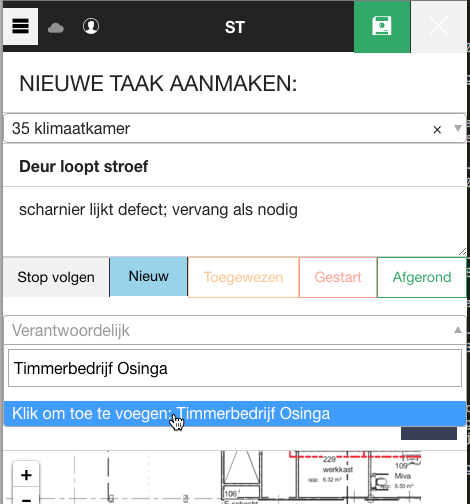 ST
NIEUWE TAAK AANMAKEN:
35 klimaatkamer ×
Deur loopt stroef
scharnier lijkt defect; vervang als nodig
Stop volgen Nieuw Toegewezen Gestart Afgerond
Verantwoordelijk
Timmerbedrijf Osinga
Klik om toe te voegen: Timmerbedrijf Osinga
+
229
werkkast
opp: 6.32 m²
109
Miva
5.50 m²
106